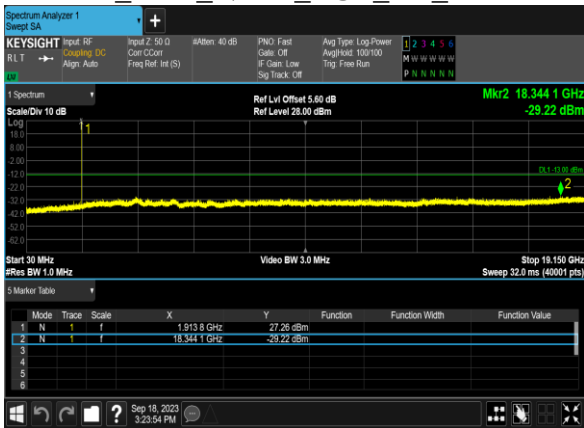 Spectrum Analyzer 1
Swept SA
KEYSIGHT
RLT
Input: RF
Coupling: DC
Align: Auto
Input Z: 50 Ω
Corr CCorr
Freq Ref: Int (S)
#Atten: 40 dB
PNO: Fast
Gate: Off
IF Gain: Low
Sig Track: Off
Avg Type: Log-Power
Avg|Hold: 100/100
Trig: Free Run
1 2 3 4 5 6
M W W W W W
P N N N N N
LV
1 Spectrum
Scale/Div 10 dB
Ref Lvl Offset 5.60 dB
Ref Level 28.00 dBm
Mkr2 18.344 1 GHz
-29.22 dBm
Log
18.0
8.00
-2.00
-12.0
-22.0
-32.0
-42.0
-52.0
-62.0
1
DL1 -13.00 dBm
2
Start 30 MHz
#Res BW 1.0 MHz
Video BW 3.0 MHz
Stop 19.150 GHz
Sweep 32.0 ms (40001 pts)
5 Marker Table
Mode Trace Scale X Y Function Function Width Function Value
1 N 1 f 1.913 8 GHz 27.26 dBm
2 N 1 f 18.344 1 GHz -29.22 dBm
3
4
5
6
?
Sep 18, 2023
3:23:54 PM